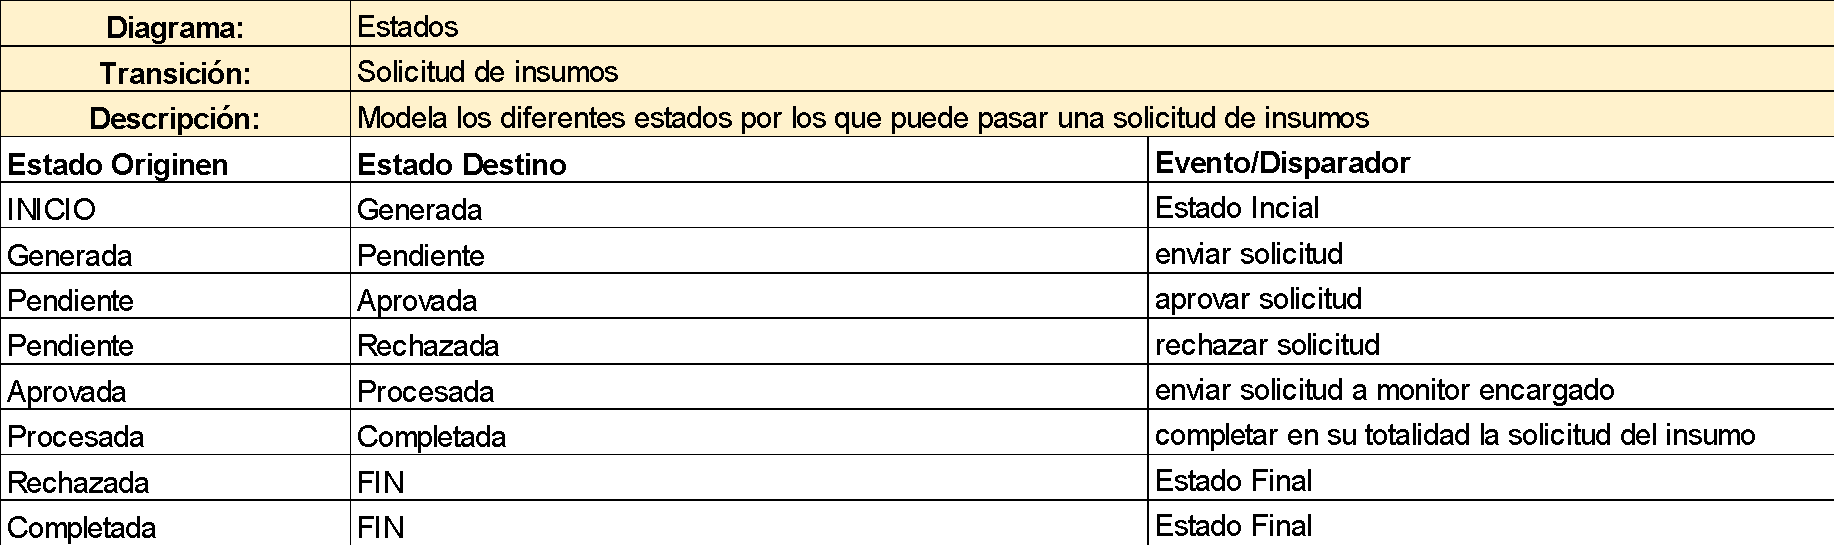 Diagrama: Estados
Transición: Solicitud de insumos
Descripción: Modela los diferentes estados por los que puede pasar una solicitud de insumos
Estado Originen Estado Destino Evento/Disparador
INICIO Generada Estado Incial
Generada Pendiente enviar solicitud
Pendiente Aprovada aprovar solicitud
Pendiente Rechazada rechazar solicitud
Aprovada Procesada enviar solicitud a monitor encargado
Procesada Completada completar en su totalidad la solicitud del insumo
Rechazada FIN Estado Final
Completada FIN Estado Final